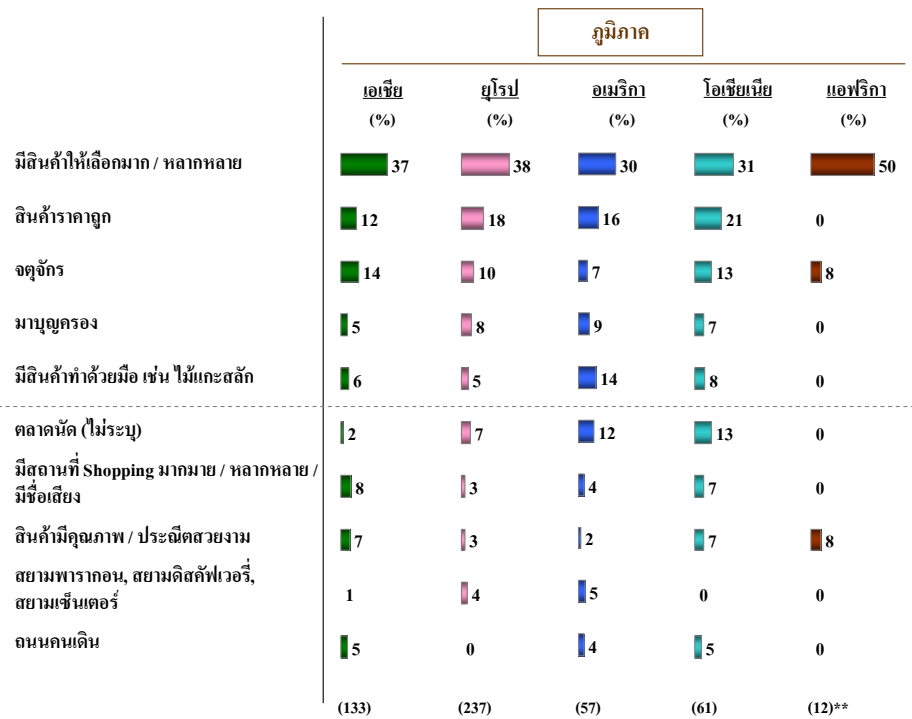 ภูมิภาค
เอเชีย ยุโรป อเมริกา โอเชียเนีย แอฟริกา
(%) (%) (%) (%) (%)
มีสินค้าให้เลือกมาก / หลากหลาย 37 38 30 31 50
สินค้าราคาถูก 12 18 16 21 0
จตุจักร 14 10 7 13 8
มาบุญครอง 5 8 9 7 0
มีสินค้าทำด้วยมือ เช่น ไม้แกะสลัก 6 5 14 8 0
ตลาดนัด (ไม่ระบุ) 2 7 12 13 0
มีสถานที่ Shopping มากมาย / หลากหลาย /
มีชื่อเสียง 8 3 4 7 0
สินค้ามีคุณภาพ / ประณีตสวยงาม 7 3 2 7 8
สยามพารากอน, สยามดิสคัฟเวอรี่,
สยามเซ็นเตอร์ 1 4 5 0 0
ถนนคนเดิน 5 0 4 5 0
(133) (237) (57) (61) (12)**